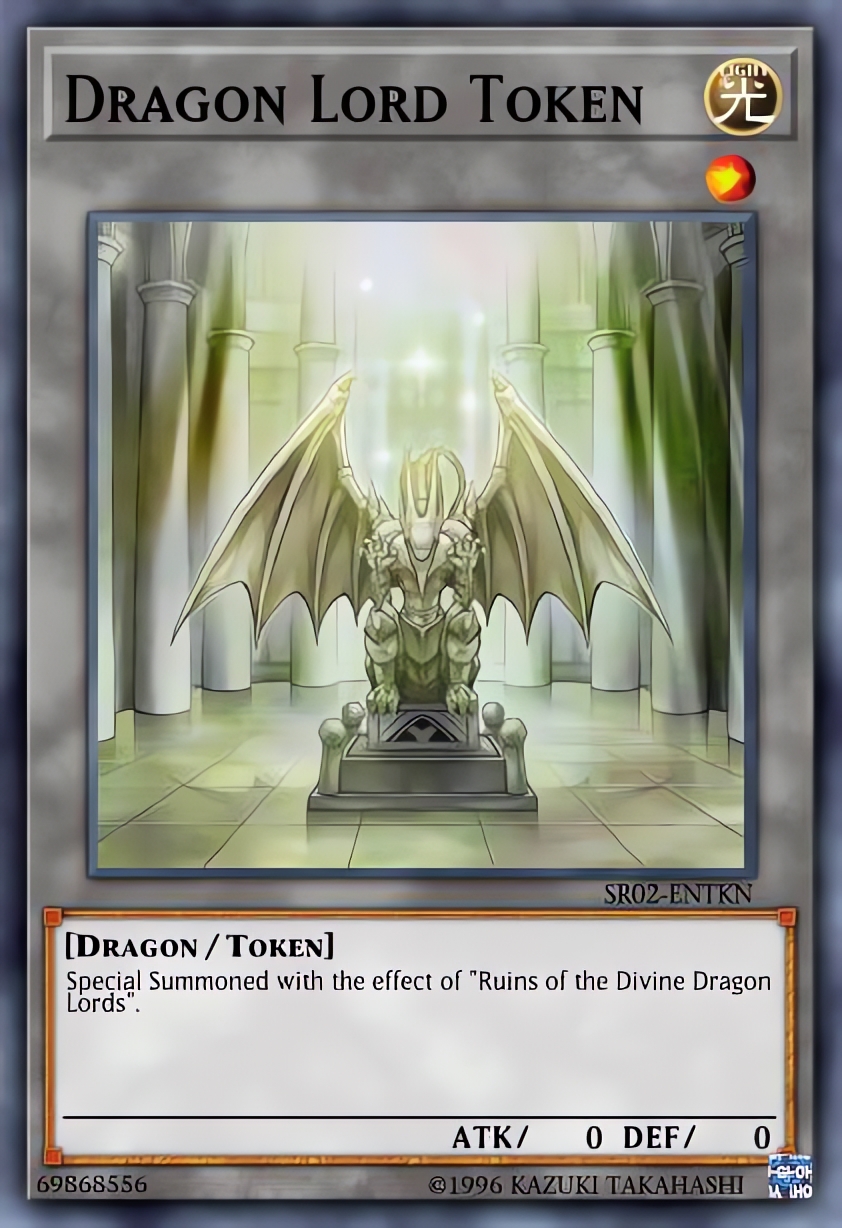 DRAGON LORD TOKEN
LIGHT
光
SR02-ENTKN
[DRAGON / TOKEN]
Special Summoned with the effect of "Ruins of the Divine Dragon
Lords".
ATK/ 0 DEF/ 0
69868556
©1996 KAZUKI TAKAHASHI